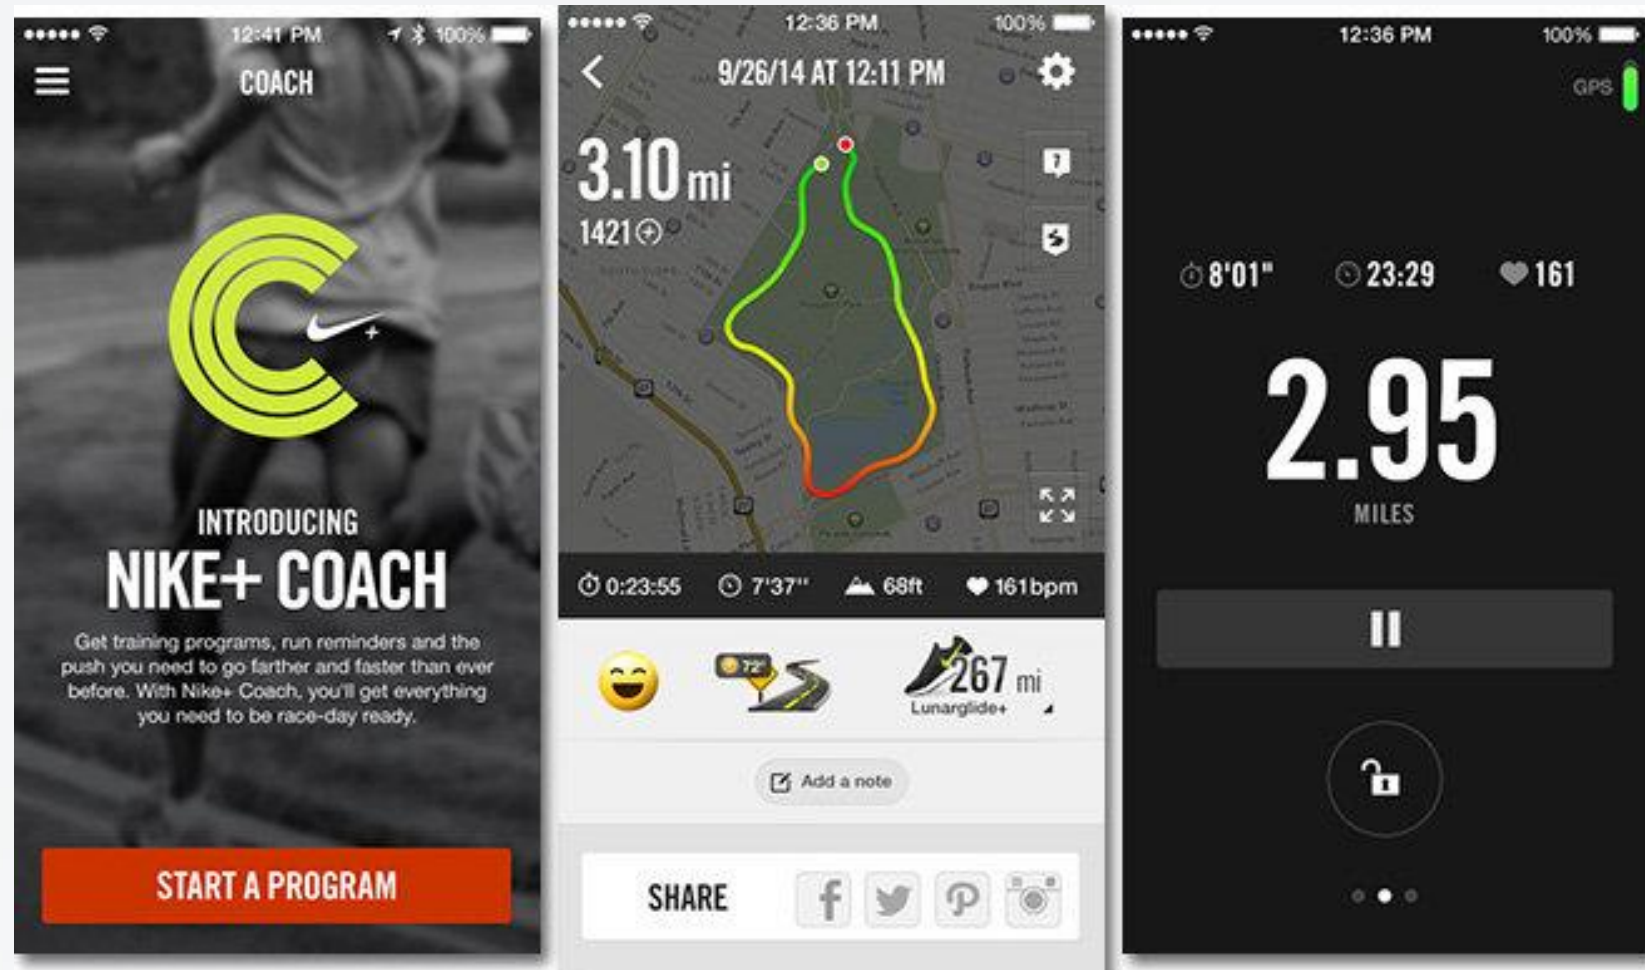 12:41 PM
100%
COACH
INTRODUCING
NIKE+ COACH
Get training programs, run reminders and the
push you need to go farther and faster than ever
before. With Nike+ Coach, you'll get everything
you need to be race-day ready.
START A PROGRAM
12:36 PM
100%
9/26/14 AT 12:11 PM
3.10 mi
1421
0:23:55
7'37"
68ft
161bpm
72°
267 mi
Lunarglide+
Add a note
SHARE
12:36 PM
100%
GPS
8'01"
23:29
161
2.95
MILES